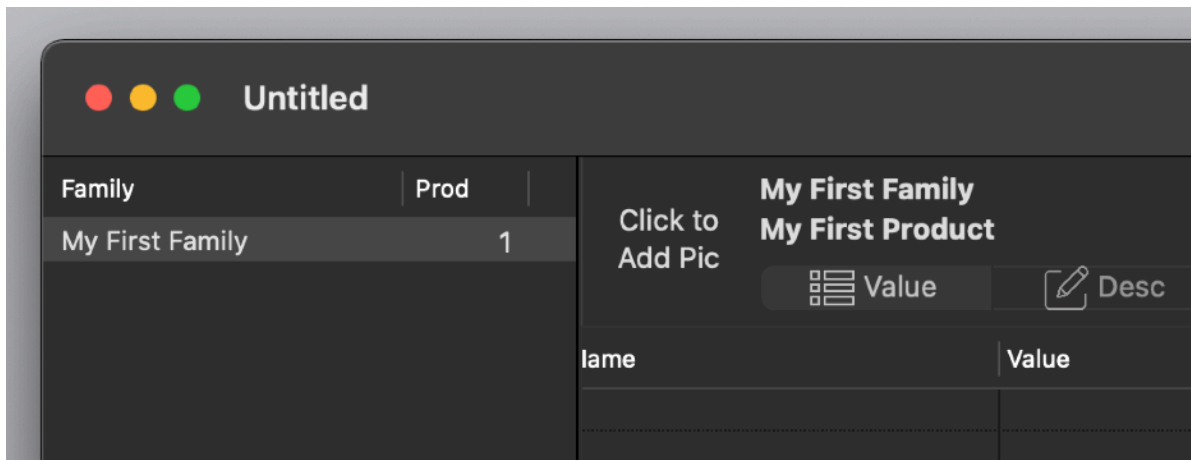 Untitled
Family Prod
My First Family 1
Click to
Add Pic
My First Family
My First Product
Value Desc
lame Value